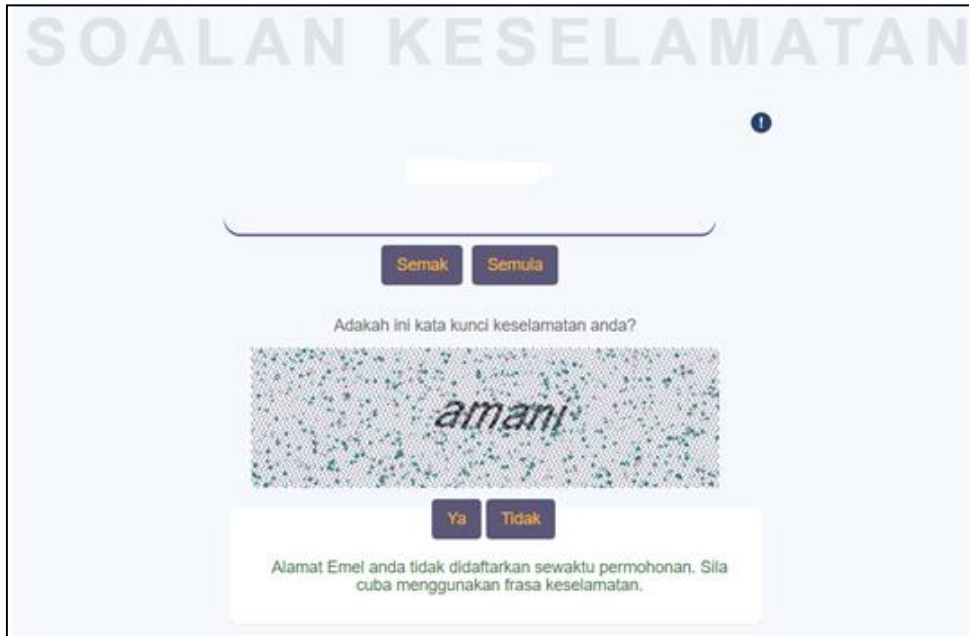 SOALAN KESELAMATAN
!
Semak Semula
Adakah ini kata kunci keselamatan anda?
amani
Ya Tidak
Alamat Emel anda tidak didaftarkan sewaktu permohonan. Sila
cuba menggunakan frasa keselamatan.